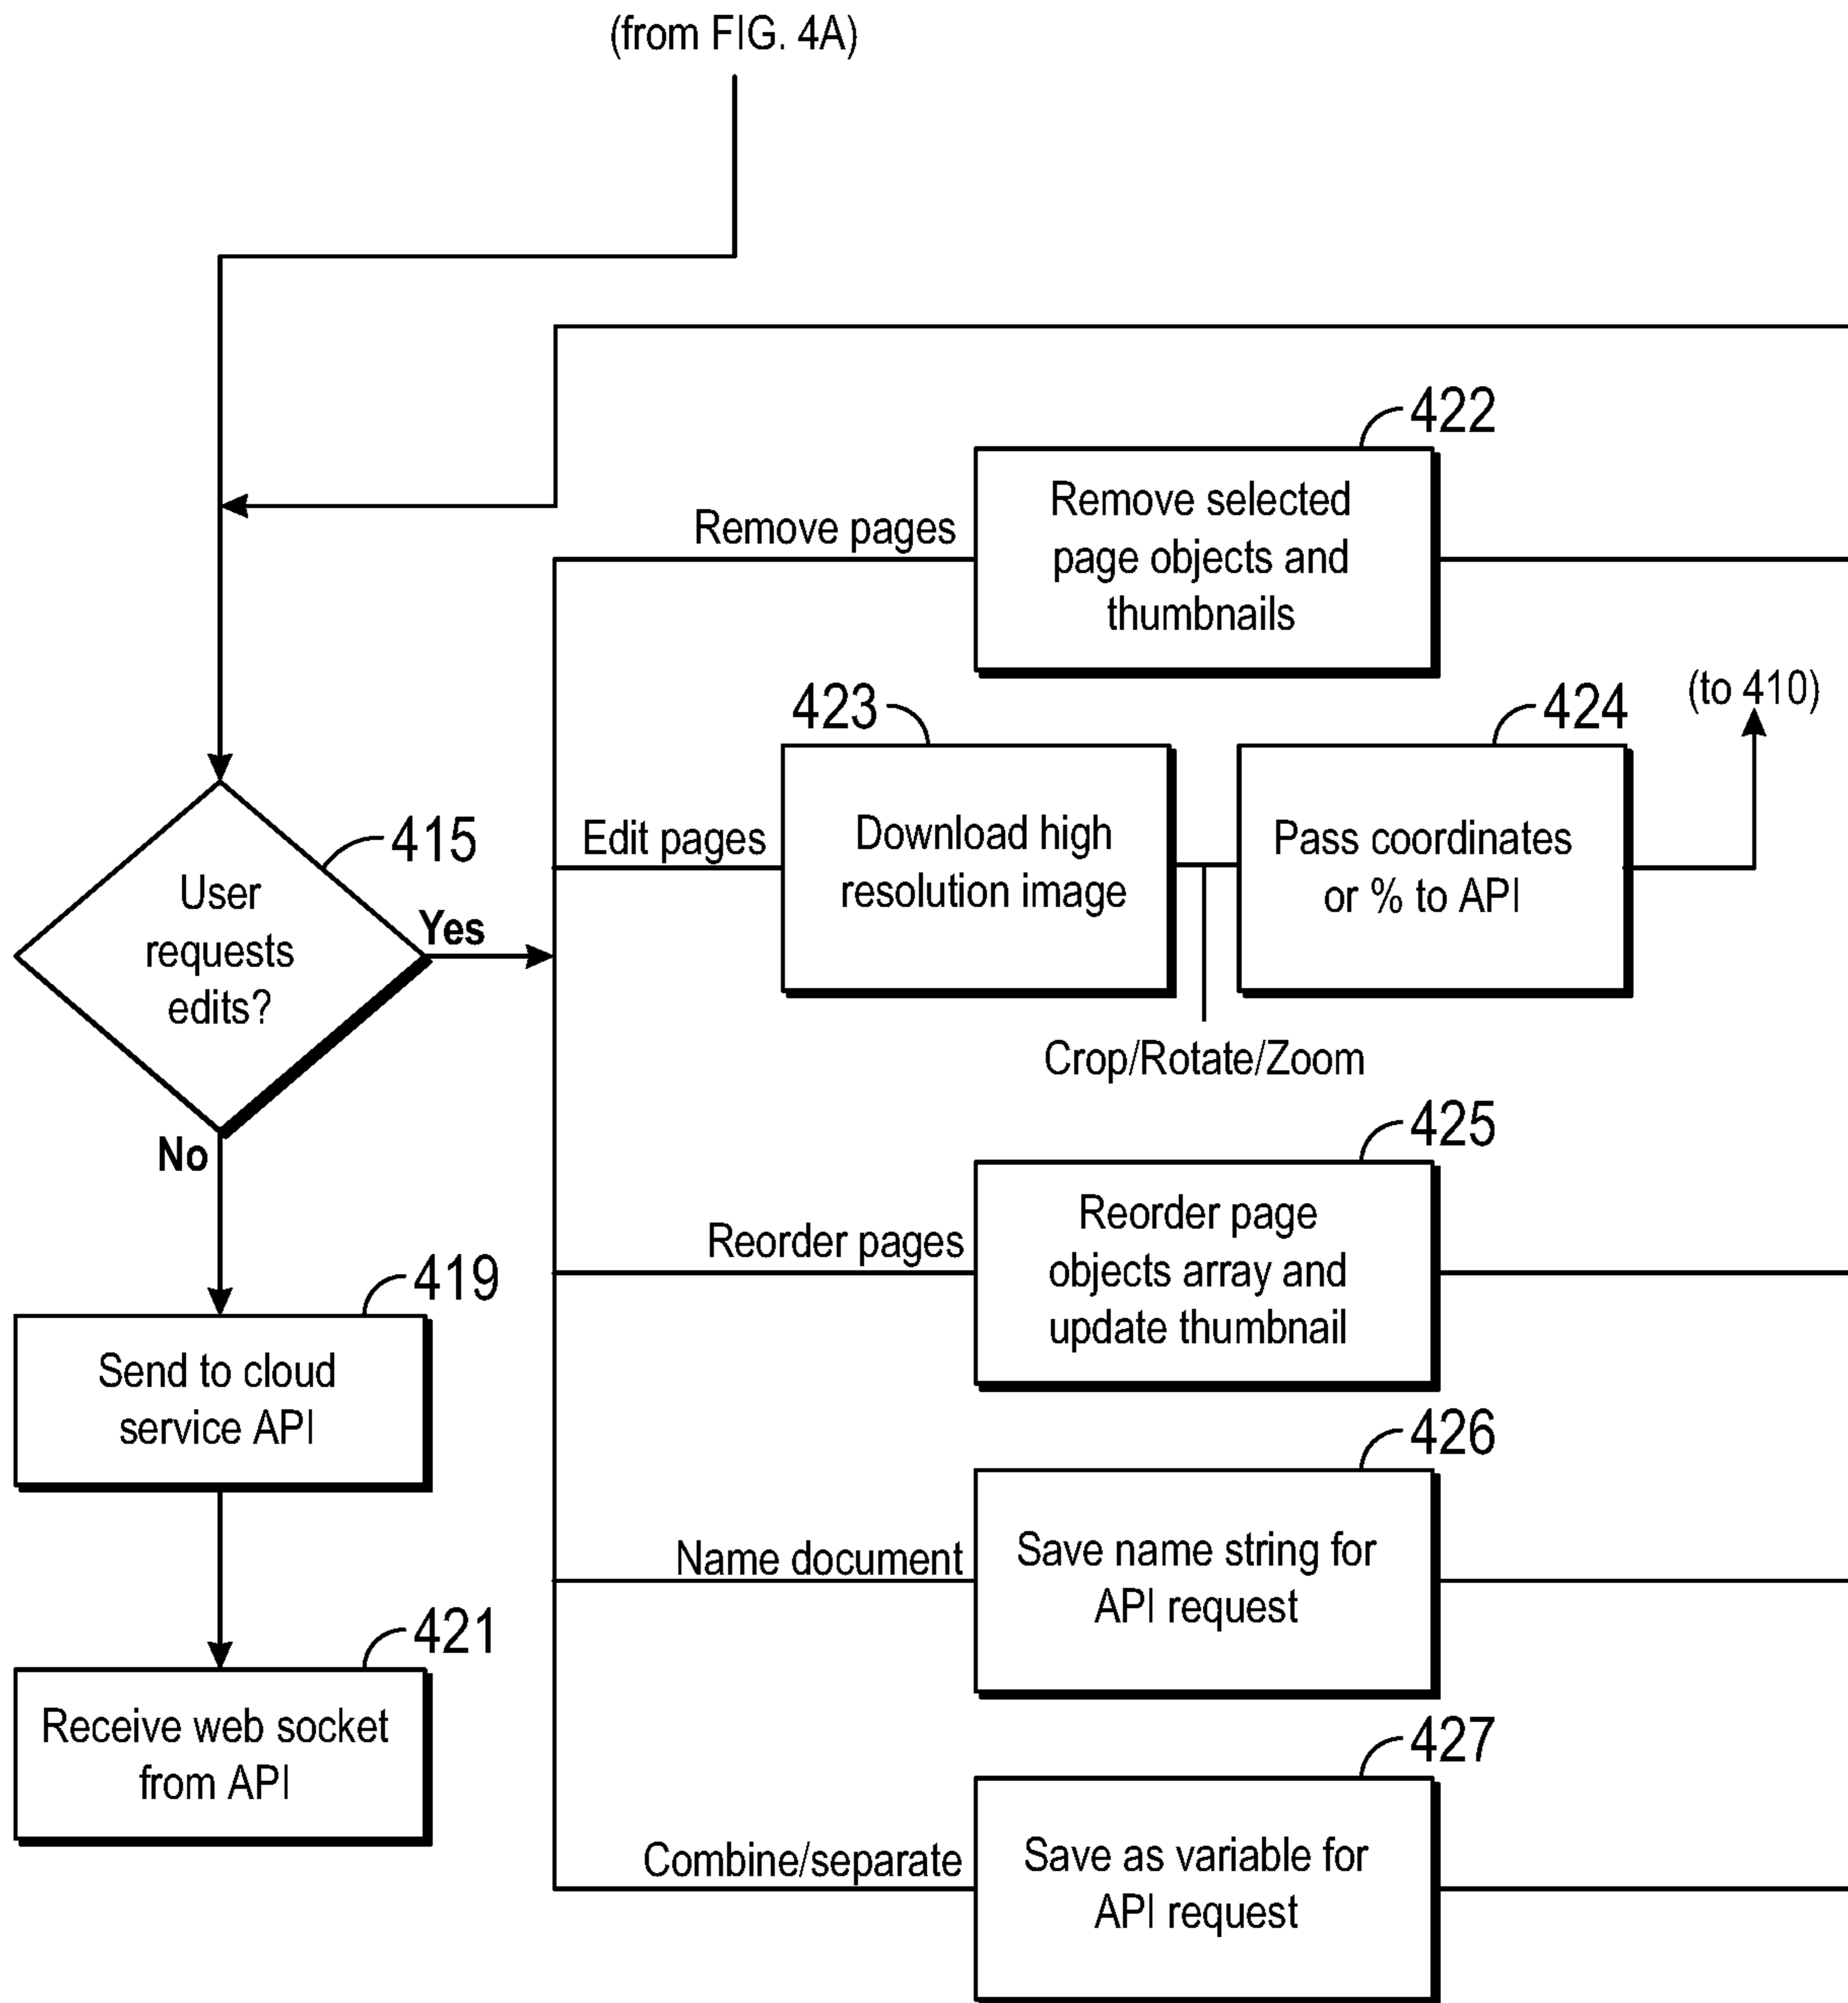 (from FIG. 4A)
422
Remove pages
Remove selected
page objects and
thumbnails
(to 410)
423
424
Edit pages
Download high
resolution image
Pass coordinates
or % to API
Crop/Rotate/Zoom
415
User
requests
edits?
Yes
No
425
Reorder pages
Reorder page
objects array and
update thumbnail
419
Send to cloud
service API
426
Name document
Save name string for
API request
421
Receive web socket
from API
427
Combine/separate
Save as variable for
API request